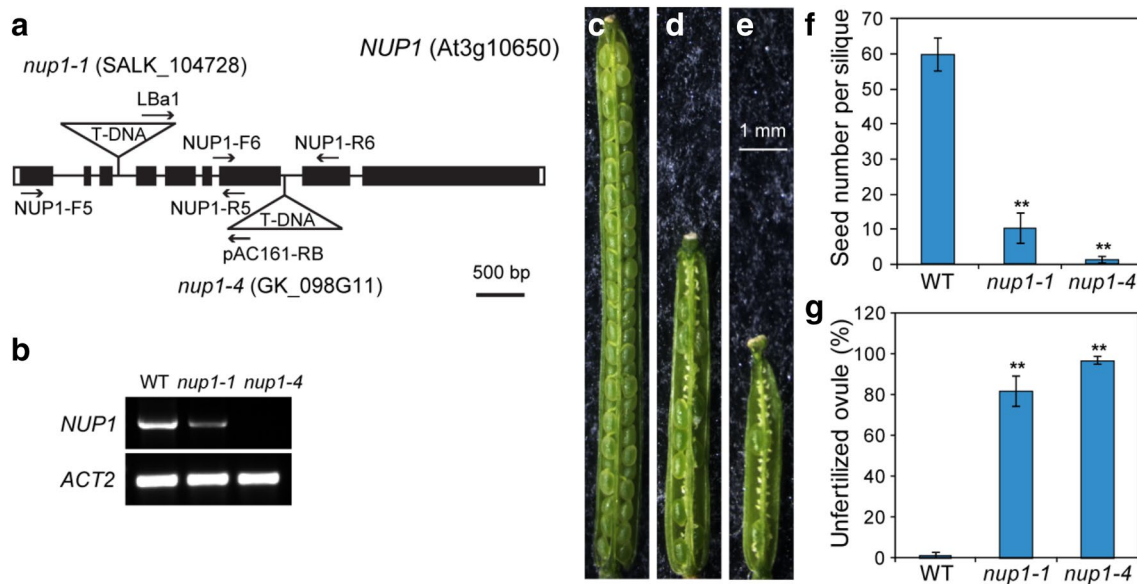 a
NUP1 (At3g10650)
nup1-1 (SALK_104728)
LBa1
T-DNA
NUP1-F6
NUP1-R6
NUP1-F5
NUP1-R5
T-DNA
pAC161-RB
nup1-4 (GK_098G11)
500 bp
b
WT nup1-1 nup1-4
NUP1
ACT2
c d e
1 mm
f
Seed number per silique
70
60
50
40
30
20
10
0
**
**
WT nup1-1 nup1-4
g
Unfertilized ovule (%)
120
100
80
60
40
20
0
**
**
WT nup1-1 nup1-4